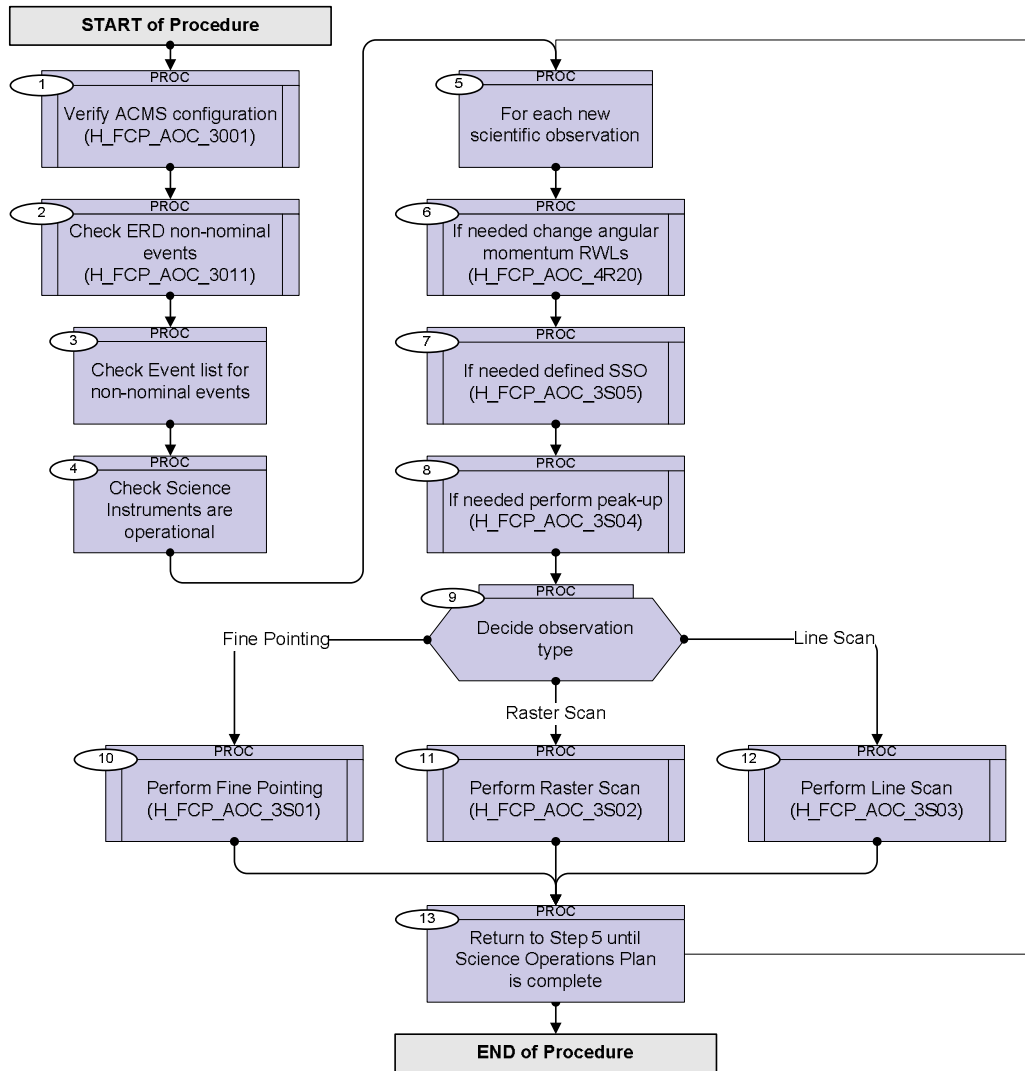 START of Procedure
PROC
1
Verify ACMS configuration
(H_FCP_AOC_3001)
PROC
2
Check ERD non-nominal
events
(H_FCP_AOC_3011)
PROC
3
Check Event list for
non-nominal events
PROC
4
Check Science
Instruments are
operational
PROC
5
For each new
scientific observation
PROC
6
If needed change angular
momentum RWLs
(H_FCP_AOC_4R20)
PROC
7
If needed defined SSO
(H_FCP_AOC_3S05)
PROC
8
If needed perform peak-up
(H_FCP_AOC_3S04)
PROC
9
Decide observation
type
Fine Pointing
Raster Scan
Line Scan
PROC
10
Perform Fine Pointing
(H_FCP_AOC_3S01)
PROC
11
Perform Raster Scan
(H_FCP_AOC_3S02)
PROC
12
Perform Line Scan
(H_FCP_AOC_3S03)
PROC
13
Return to Step 5 until
Science Operations Plan
is complete
END of Procedure